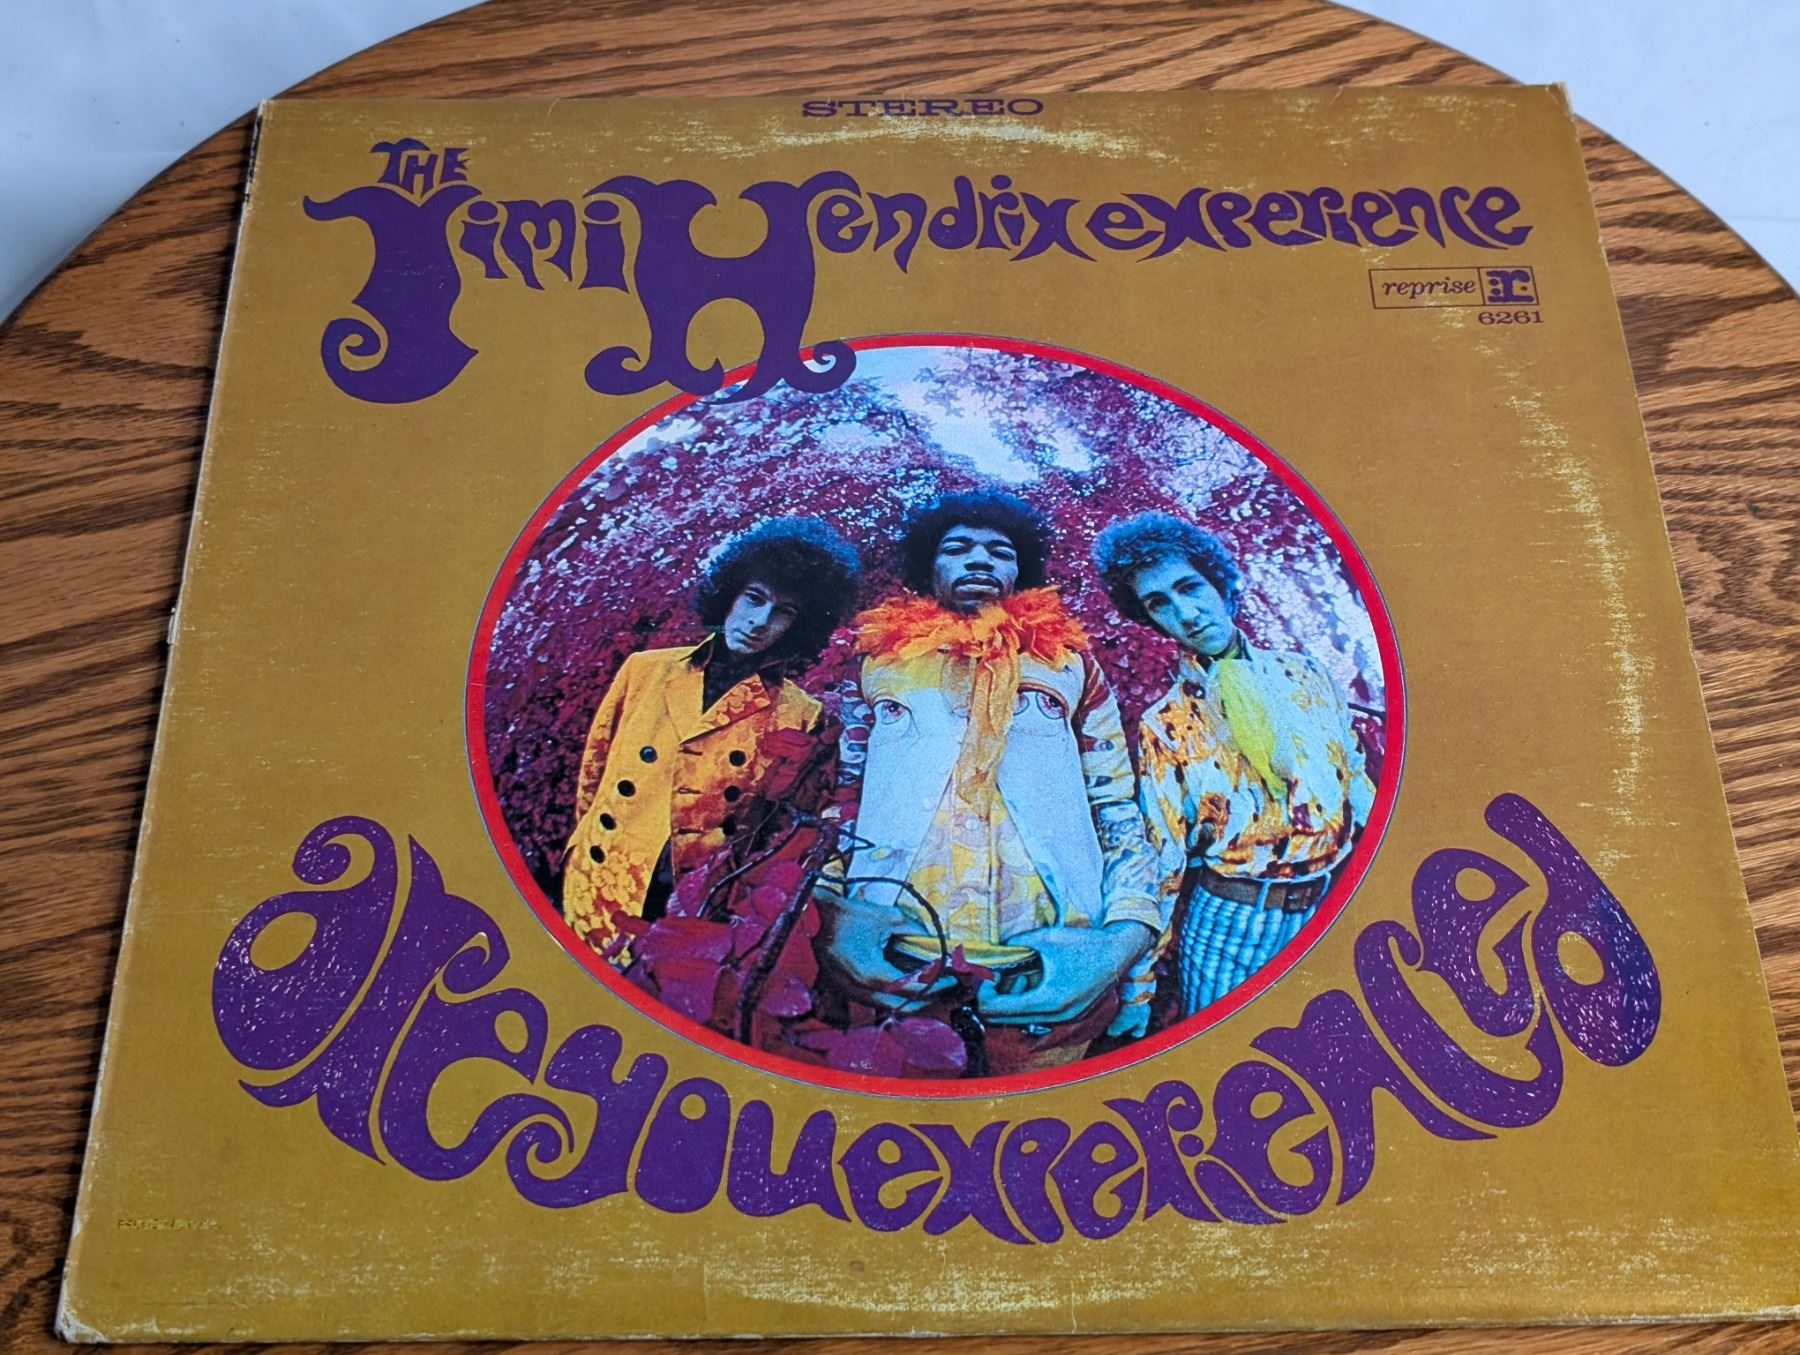 STEREO
THE
Jimi Hendrix experience
reprise r
6261
are you experienced